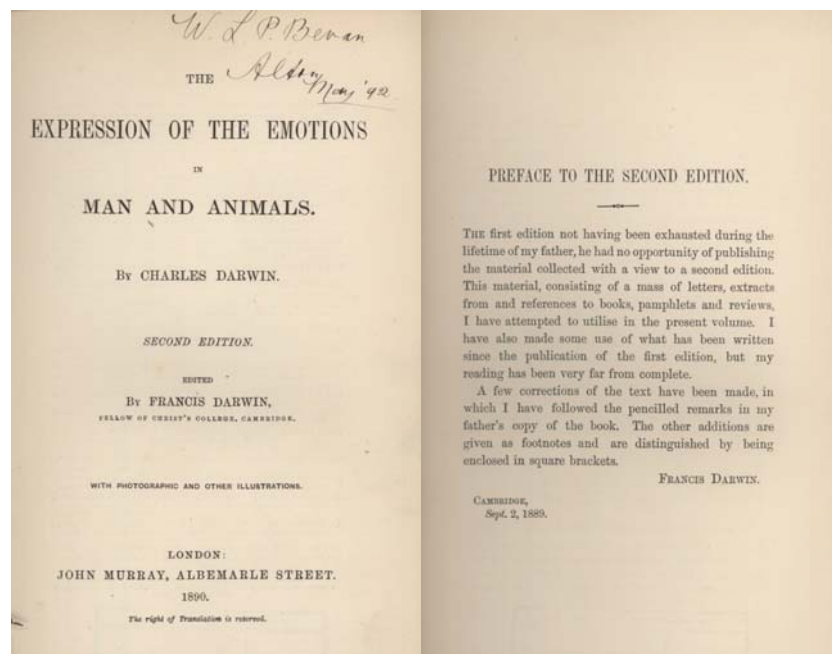 W. L. P. Bevan
Alton
May '92
THE
EXPRESSION OF THE EMOTIONS
IN
MAN AND ANIMALS.
BY CHARLES DARWIN.
SECOND EDITION.
EDITED
BY FRANCIS DARWIN,
FELLOW OF CHRIST'S COLLEGE, CAMBRIDGE.
WITH PHOTOGRAPHIC AND OTHER ILLUSTRATIONS.
LONDON:
JOHN MURRAY, ALBEMARLE STREET.
1890.
The right of Translation is reserved.
PREFACE TO THE SECOND EDITION.
THE first edition not having been exhausted during the
lifetime of my father, he had no opportunity of publishing
the material collected with a view to a second edition.
This material, consisting of a mass of letters, extracts
from and references to books, pamphlets and reviews,
I have attempted to utilise in the present volume. I
have also made some use of what has been written
since the publication of the first edition, but my
reading has been very far from complete.
A few corrections of the text have been made, in
which I have followed the pencilled remarks in my
father's copy of the book. The other additions are
given as footnotes and are distinguished by being
enclosed in square brackets.
FRANCIS DARWIN.
CAMBRIDGE,
Sept. 2, 1889.